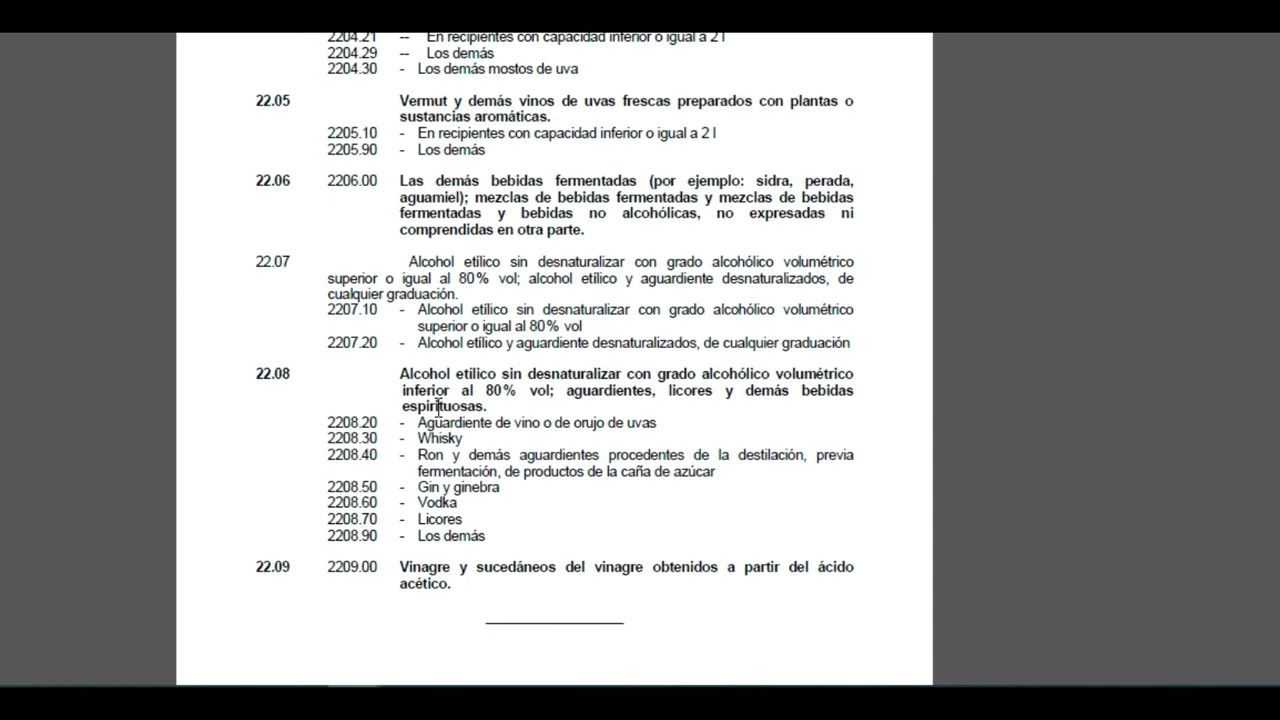 2204.21 -- En recipientes con capacidad inferior o igual a 2 l
2204.29 -- Los demás
2204.30 - Los demás mostos de uva
22.05 Vermut y demás vinos de uvas frescas preparados con plantas o
sustancias aromáticas.
2205.10 - En recipientes con capacidad inferior o igual a 2 l
2205.90 - Los demás
22.06 2206.00 Las demás bebidas fermentadas (por ejemplo: sidra, perada,
aguamiel); mezclas de bebidas fermentadas y mezclas de bebidas
fermentadas y bebidas no alcohólicas, no expresadas ni
comprendidas en otra parte.
22.07 Alcohol etílico sin desnaturalizar con grado alcohólico volumétrico
superior o igual al 80% vol; alcohol etílico y aguardiente desnaturalizados, de
cualquier graduación.
2207.10 - Alcohol etílico sin desnaturalizar con grado alcohólico volumétrico
superior o igual al 80% vol
2207.20 - Alcohol etílico y aguardiente desnaturalizados, de cualquier graduación
22.08 Alcohol etílico sin desnaturalizar con grado alcohólico volumétrico
inferior al 80% vol; aguardientes, licores y demás bebidas
espirituosas.
2208.20 - Aguardiente de vino o de orujo de uvas
2208.30 - Whisky
2208.40 - Ron y demás aguardientes procedentes de la destilación, previa
fermentación, de productos de la caña de azúcar
2208.50 - Gin y ginebra
2208.60 - Vodka
2208.70 - Licores
2208.90 - Los demás
22.09 2209.00 Vinagre y sucedáneos del vinagre obtenidos a partir del ácido
acético.